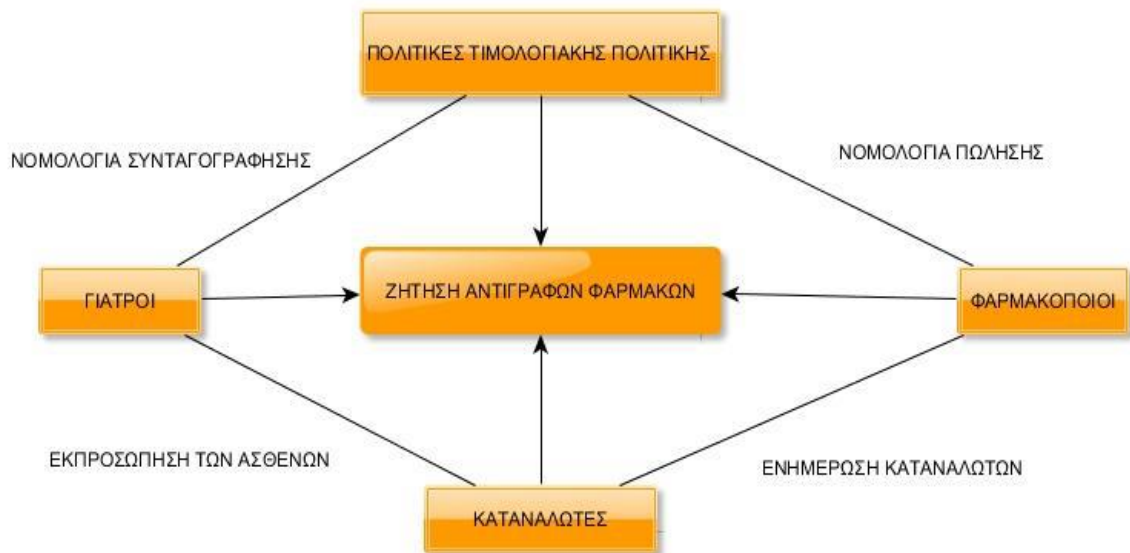 ΠΟΛΙΤΙΚΕΣ ΤΙΜΟΛΟΓΙΑΚΗΣ ΠΟΛΙΤΙΚΗΣ
ΝΟΜΟΛΟΓΙΑ ΣΥΝΤΑΓΟΓΡΑΦΗΣΗΣ
ΝΟΜΟΛΟΓΙΑ ΠΩΛΗΣΗΣ
ΓΙΑΤΡΟΙ
ΖΗΤΗΣΗ ΑΝΤΙΓΡΑΦΩΝ ΦΑΡΜΑΚΩΝ
ΦΑΡΜΑΚΟΠΟΙΟΙ
ΕΚΠΡΟΣΩΠΗΣΗ ΤΩΝ ΑΣΘΕΝΩΝ
ΕΝΗΜΕΡΩΣΗ ΚΑΤΑΝΑΛΩΤΩΝ
ΚΑΤΑΝΑΛΩΤΕΣ